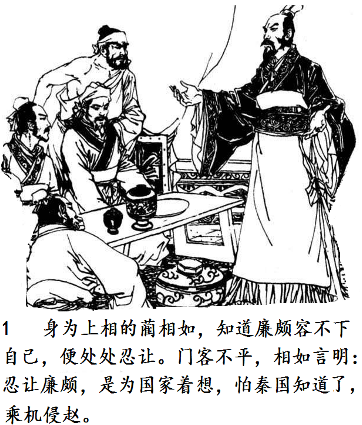 1 身为上相的蔺相如，知道廉颇容不下
自己，便处处忍让。门客不平，相如言明：
忍让廉颇，是为国家着想，怕秦国知道了，
乘机侵赵。